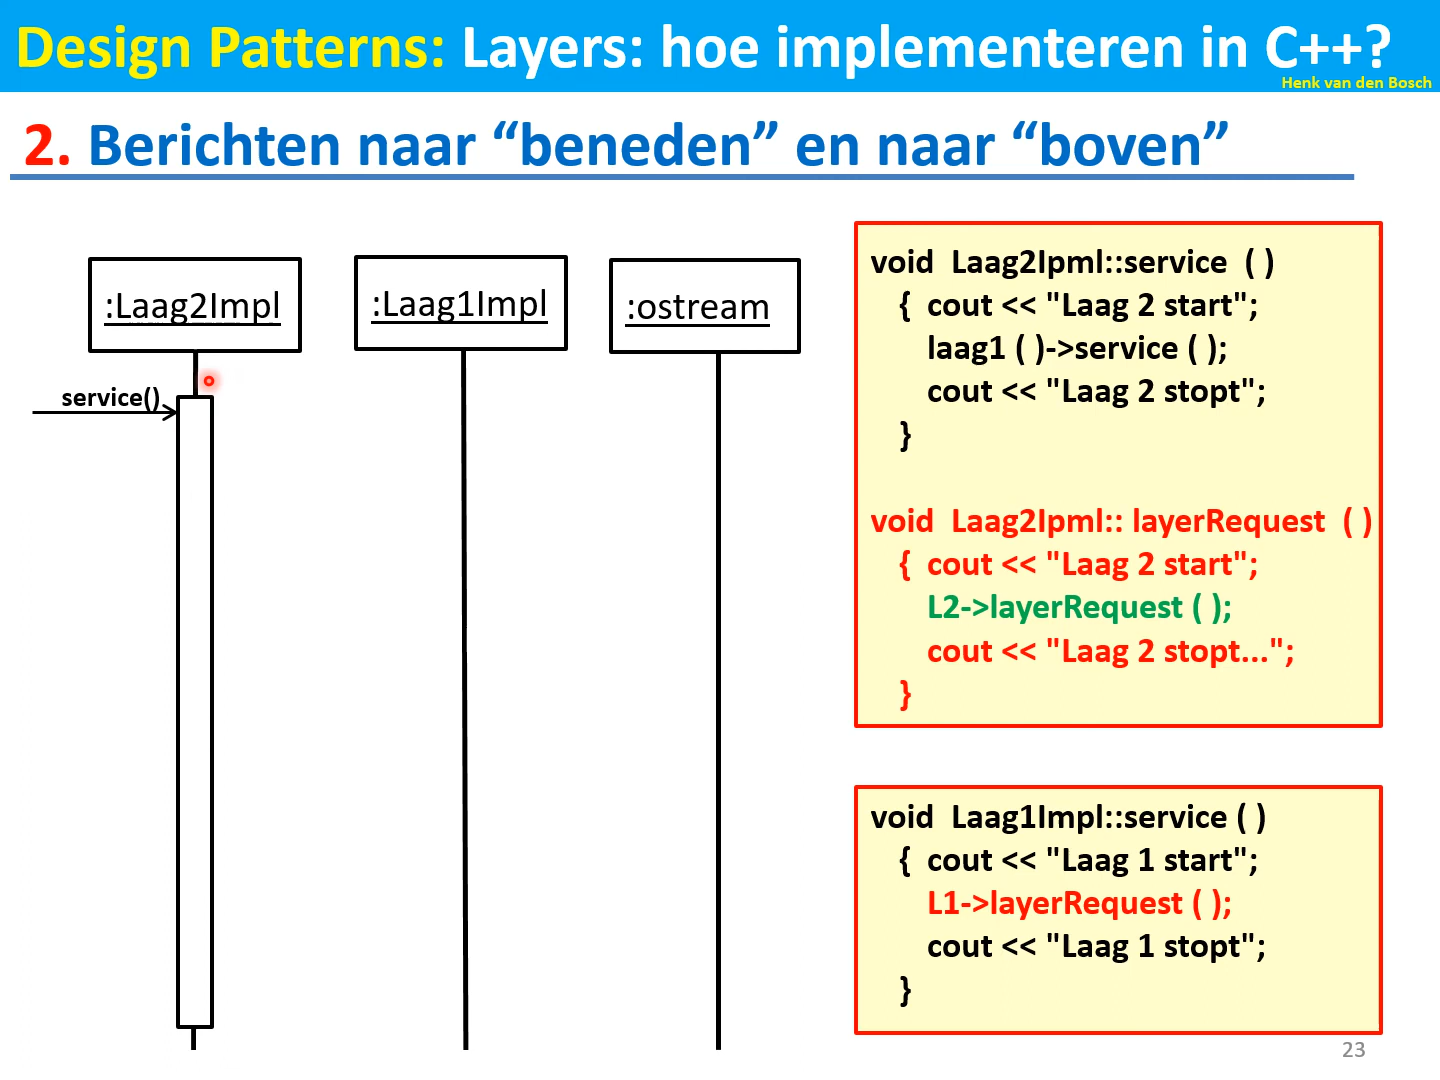 Design Patterns: Layers: hoe implementeren in C++?
Henk van den Bosch
2. Berichten naar “beneden” en naar “boven”
:Laag2Impl
:Laag1Impl
:ostream
service()
void Laag2Ipml::service ( )
{ cout << "Laag 2 start";
laag1 ( )->service ( );
cout << "Laag 2 stopt";
}
void Laag2Ipml:: layerRequest ( )
{ cout << "Laag 2 start";
L2->layerRequest ( );
cout << "Laag 2 stopt...";
}
void Laag1Impl::service ( )
{ cout << "Laag 1 start";
L1->layerRequest ( );
cout << "Laag 1 stopt";
}
23